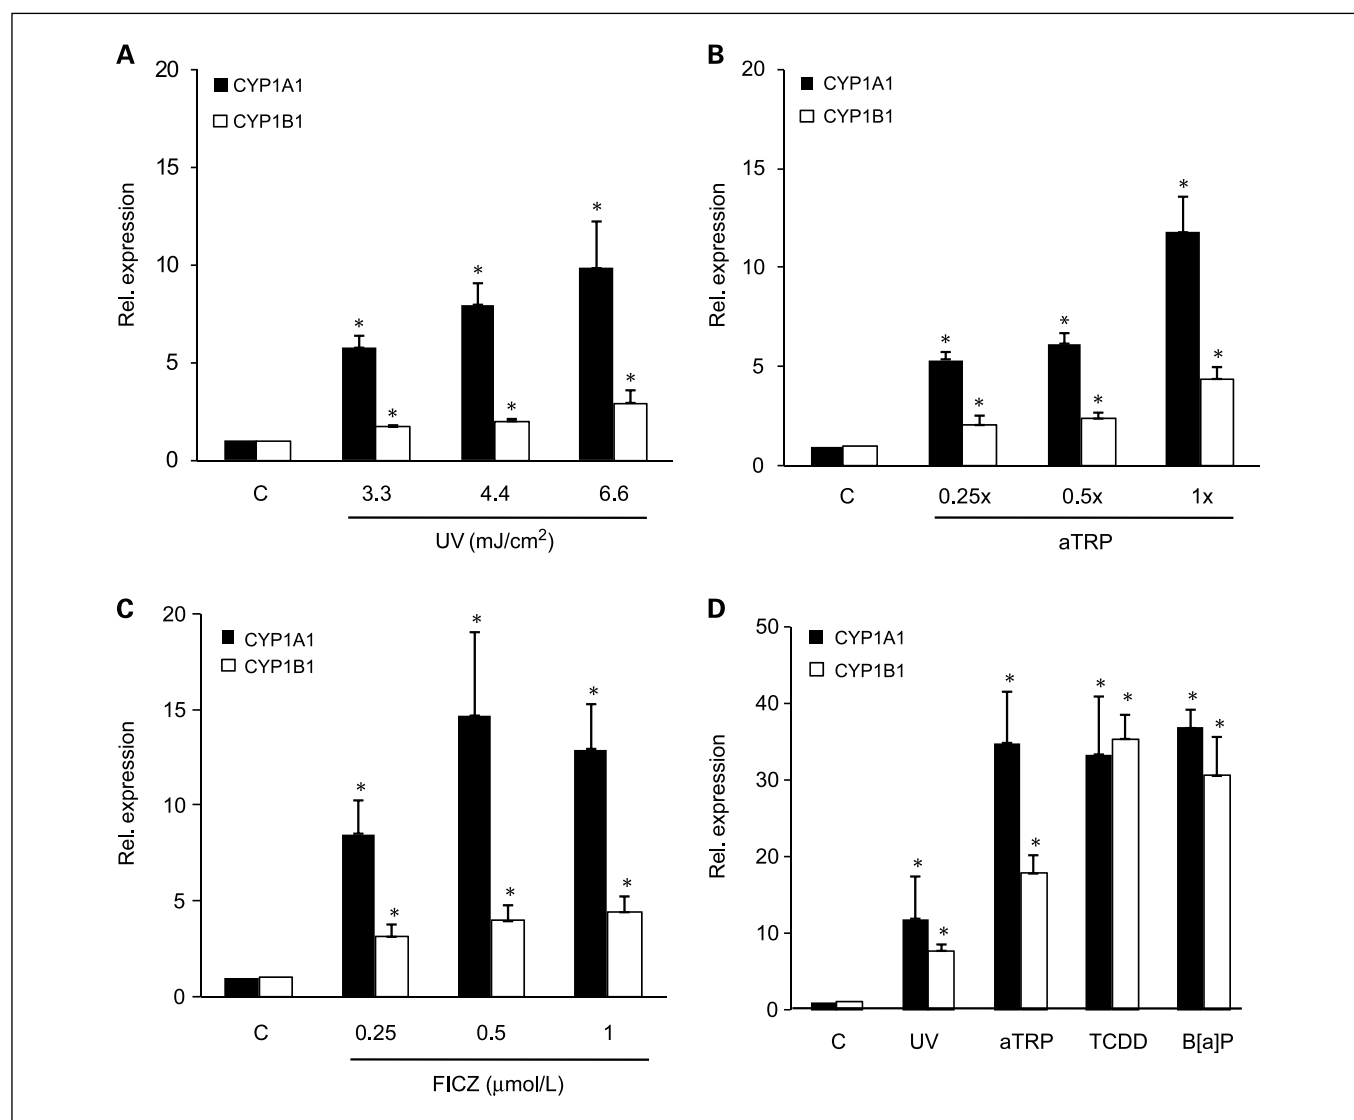 A
CYP1A1
CYP1B1
Rel. expression
20
15
10
5
0
* * * * * *
C 3.3 4.4 6.6
UV (mJ/cm²)
B
CYP1A1
CYP1B1
Rel. expression
20
15
10
5
0
* * * * * *
C 0.25x 0.5x 1x
aTRP
C
CYP1A1
CYP1B1
Rel. expression
20
15
10
5
0
* * * * * *
C 0.25 0.5 1
FICZ (μmol/L)
D
CYP1A1
CYP1B1
Rel. expression
50
40
30
20
10
0
* * * * * * * *
C UV aTRP TCDD B[a]P